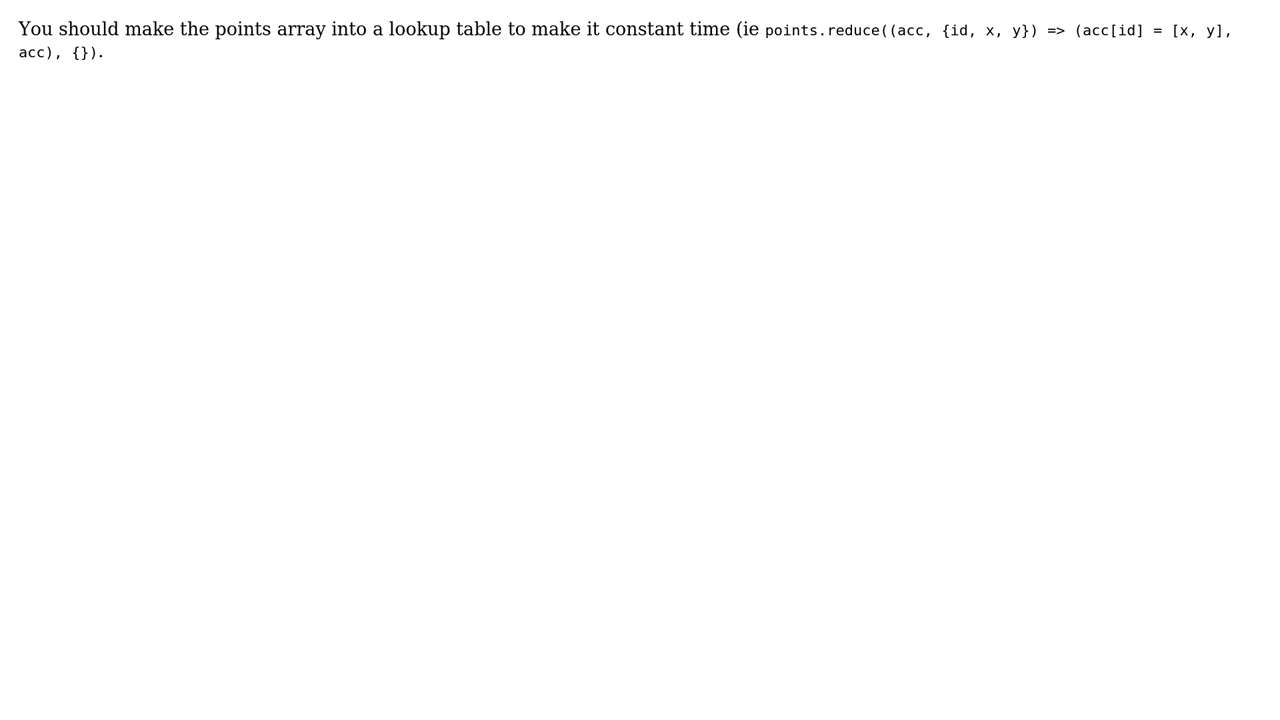 You should make the points array into a lookup table to make it constant time (ie points.reduce((acc, {id, x, y}) => (acc[id] = [x, y],
acc), {}).